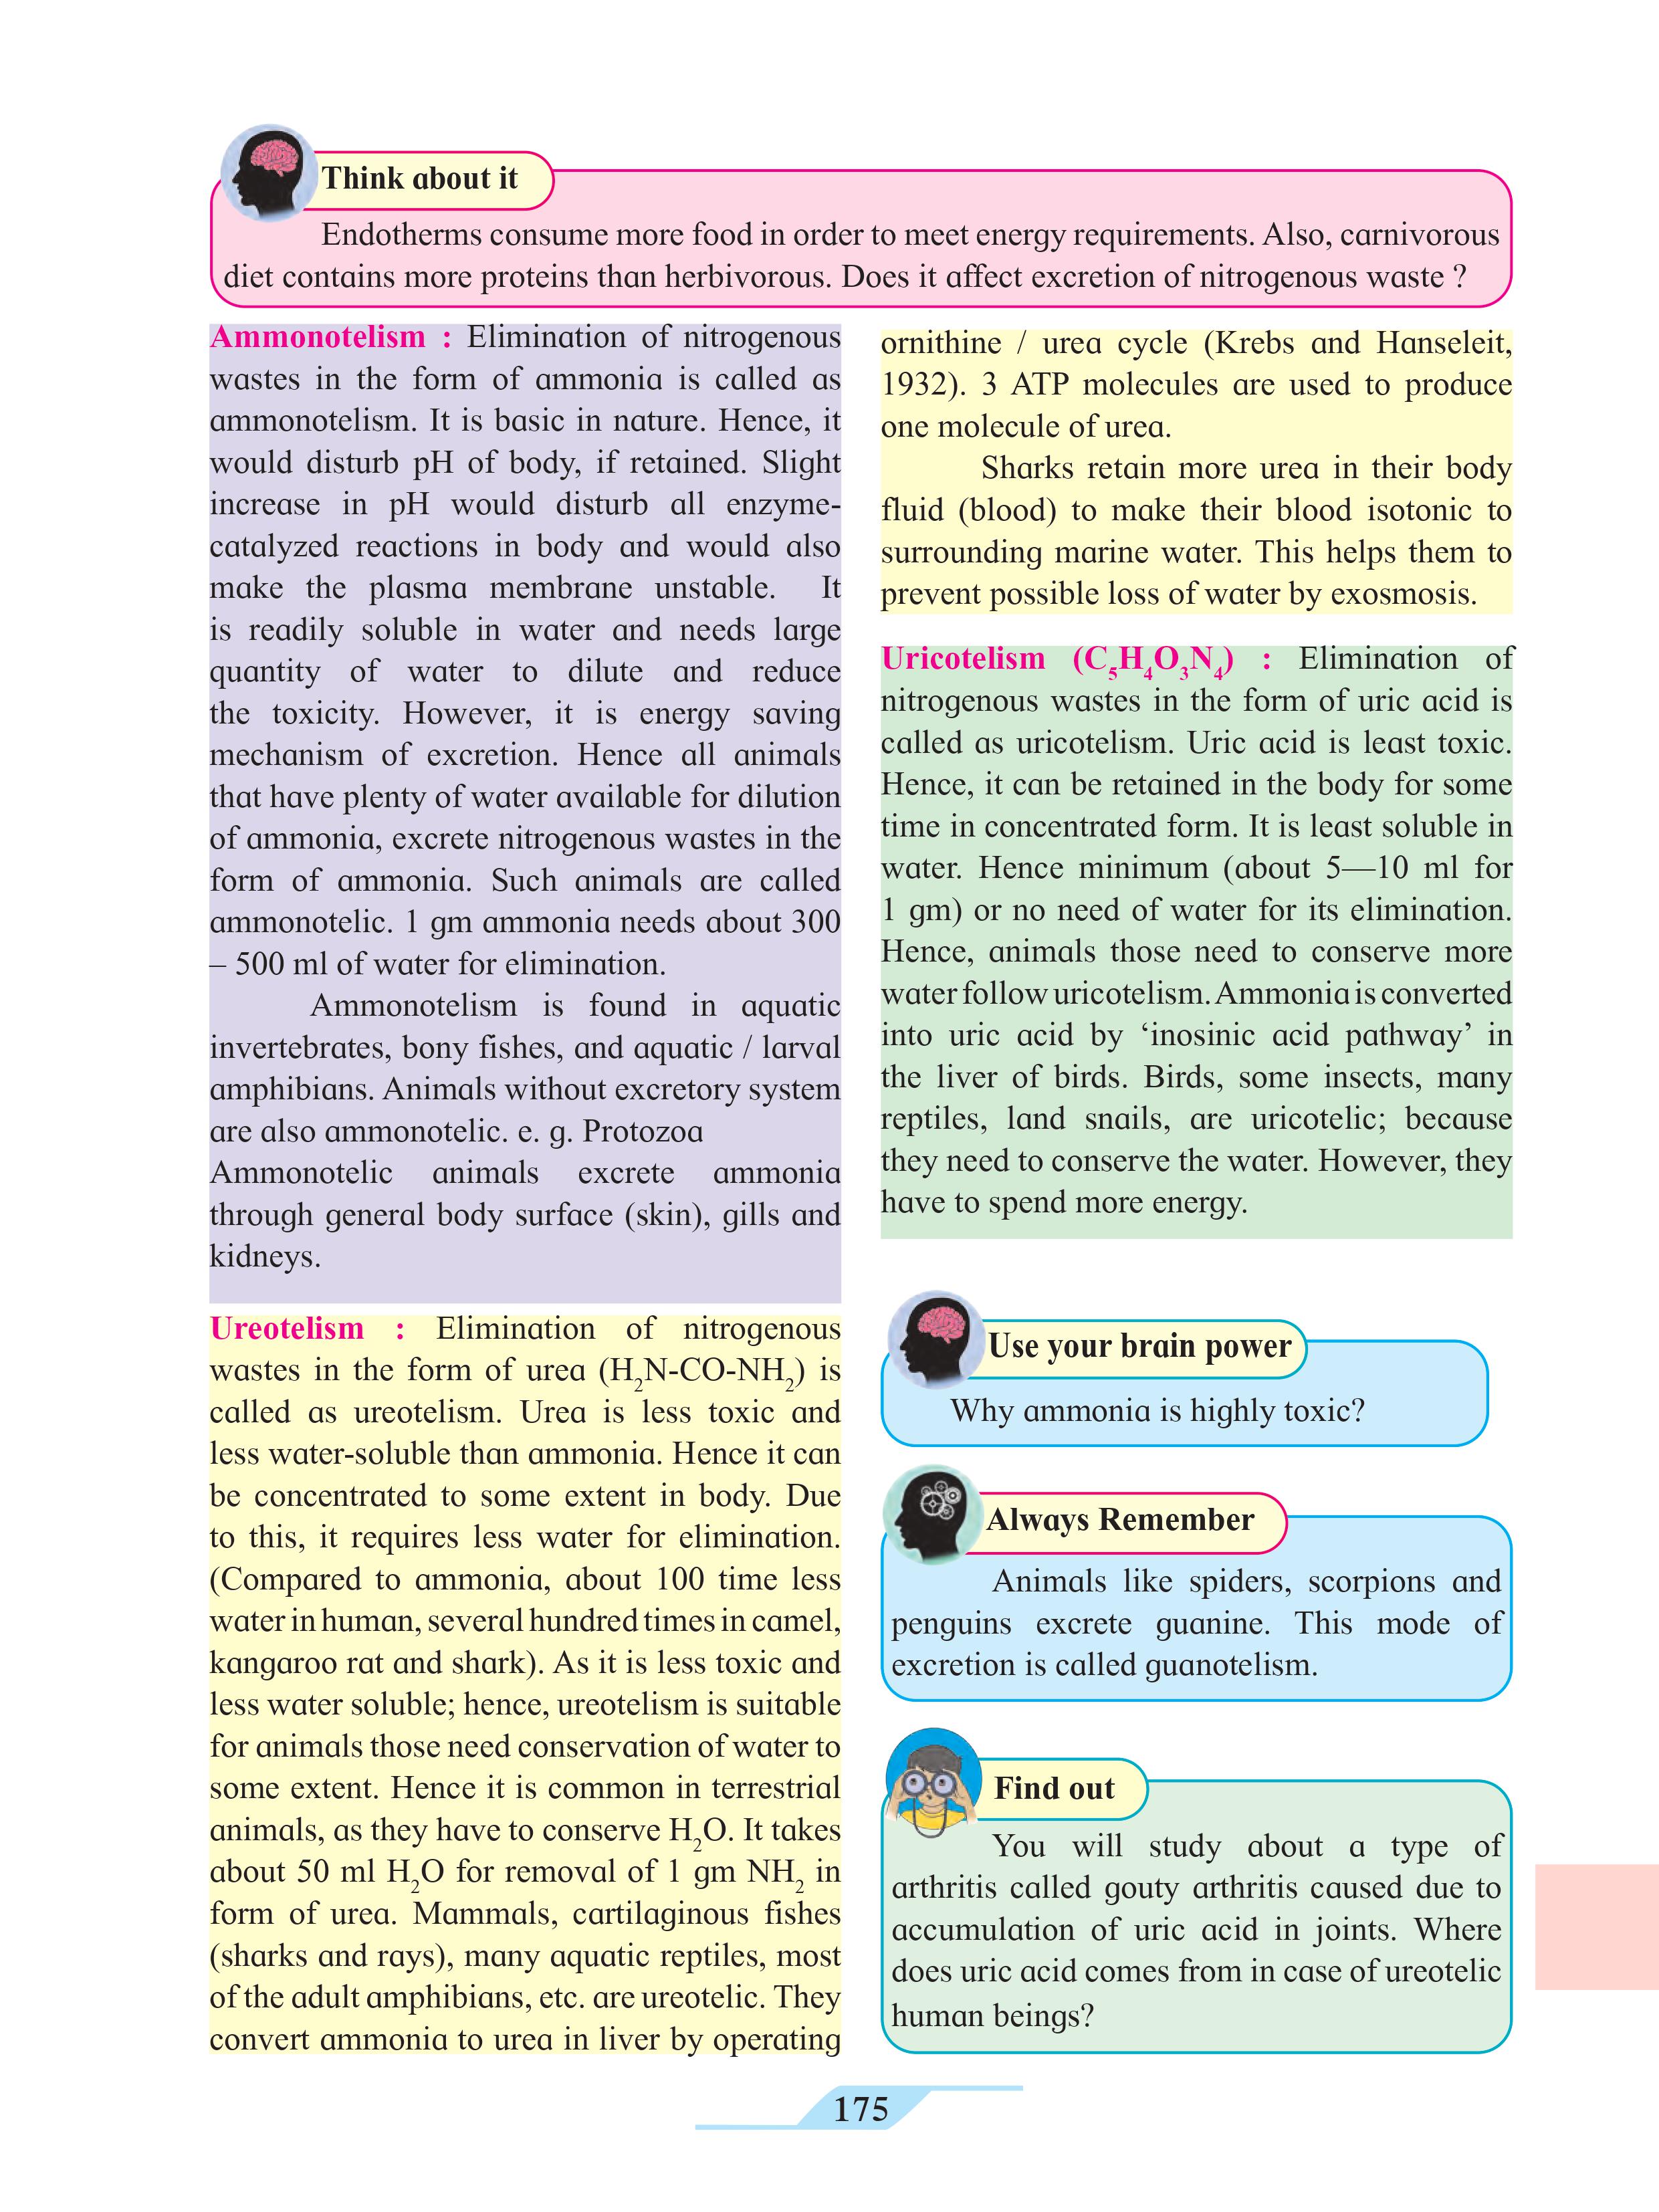 Think about it
Endotherms consume more food in order to meet energy requirements. Also, carnivorous
diet contains more proteins than herbivorous. Does it affect excretion of nitrogenous waste ?
Ammonotelism : Elimination of nitrogenous
wastes in the form of ammonia is called as
ammonotelism. It is basic in nature. Hence, it
would disturb pH of body, if retained. Slight
increase in pH would disturb all enzyme-
catalyzed reactions in body and would also
make the plasma membrane unstable. It
is readily soluble in water and needs large
quantity of water to dilute and reduce
the toxicity. However, it is energy saving
mechanism of excretion. Hence all animals
that have plenty of water available for dilution
of ammonia, excrete nitrogenous wastes in the
form of ammonia. Such animals are called
ammonotelic. 1 gm ammonia needs about 300
– 500 ml of water for elimination.
Ammonotelism is found in aquatic
invertebrates, bony fishes, and aquatic / larval
amphibians. Animals without excretory system
are also ammonotelic. e. g. Protozoa
Ammonotelic animals excrete ammonia
through general body surface (skin), gills and
kidneys.
Ureotelism : Elimination of nitrogenous
wastes in the form of urea (H₂N-CO-NH₂) is
called as ureotelism. Urea is less toxic and
less water-soluble than ammonia. Hence it can
be concentrated to some extent in body. Due
to this, it requires less water for elimination.
(Compared to ammonia, about 100 time less
water in human, several hundred times in camel,
kangaroo rat and shark). As it is less toxic and
less water soluble; hence, ureotelism is suitable
for animals those need conservation of water to
some extent. Hence it is common in terrestrial
animals, as they have to conserve H₂O. It takes
about 50 ml H₂O for removal of 1 gm NH₂ in
form of urea. Mammals, cartilaginous fishes
(sharks and rays), many aquatic reptiles, most
of the adult amphibians, etc. are ureotelic. They
convert ammonia to urea in liver by operating
ornithine / urea cycle (Krebs and Hanseleit,
1932). 3 ATP molecules are used to produce
one molecule of urea.
Sharks retain more urea in their body
fluid (blood) to make their blood isotonic to
surrounding marine water. This helps them to
prevent possible loss of water by exosmosis.
Uricotelism (C₅H₄O₃N₄) : Elimination of
nitrogenous wastes in the form of uric acid is
called as uricotelism. Uric acid is least toxic.
Hence, it can be retained in the body for some
time in concentrated form. It is least soluble in
water. Hence minimum (about 5—10 ml for
1 gm) or no need of water for its elimination.
Hence, animals those need to conserve more
water follow uricotelism. Ammonia is converted
into uric acid by ‘inosinic acid pathway’ in
the liver of birds. Birds, some insects, many
reptiles, land snails, are uricotelic; because
they need to conserve the water. However, they
have to spend more energy.
Use your brain power
Why ammonia is highly toxic?
Always Remember
Animals like spiders, scorpions and
penguins excrete guanine. This mode of
excretion is called guanotelism.
Find out
You will study about a type of
arthritis called gouty arthritis caused due to
accumulation of uric acid in joints. Where
does uric acid comes from in case of ureotelic
human beings?
175